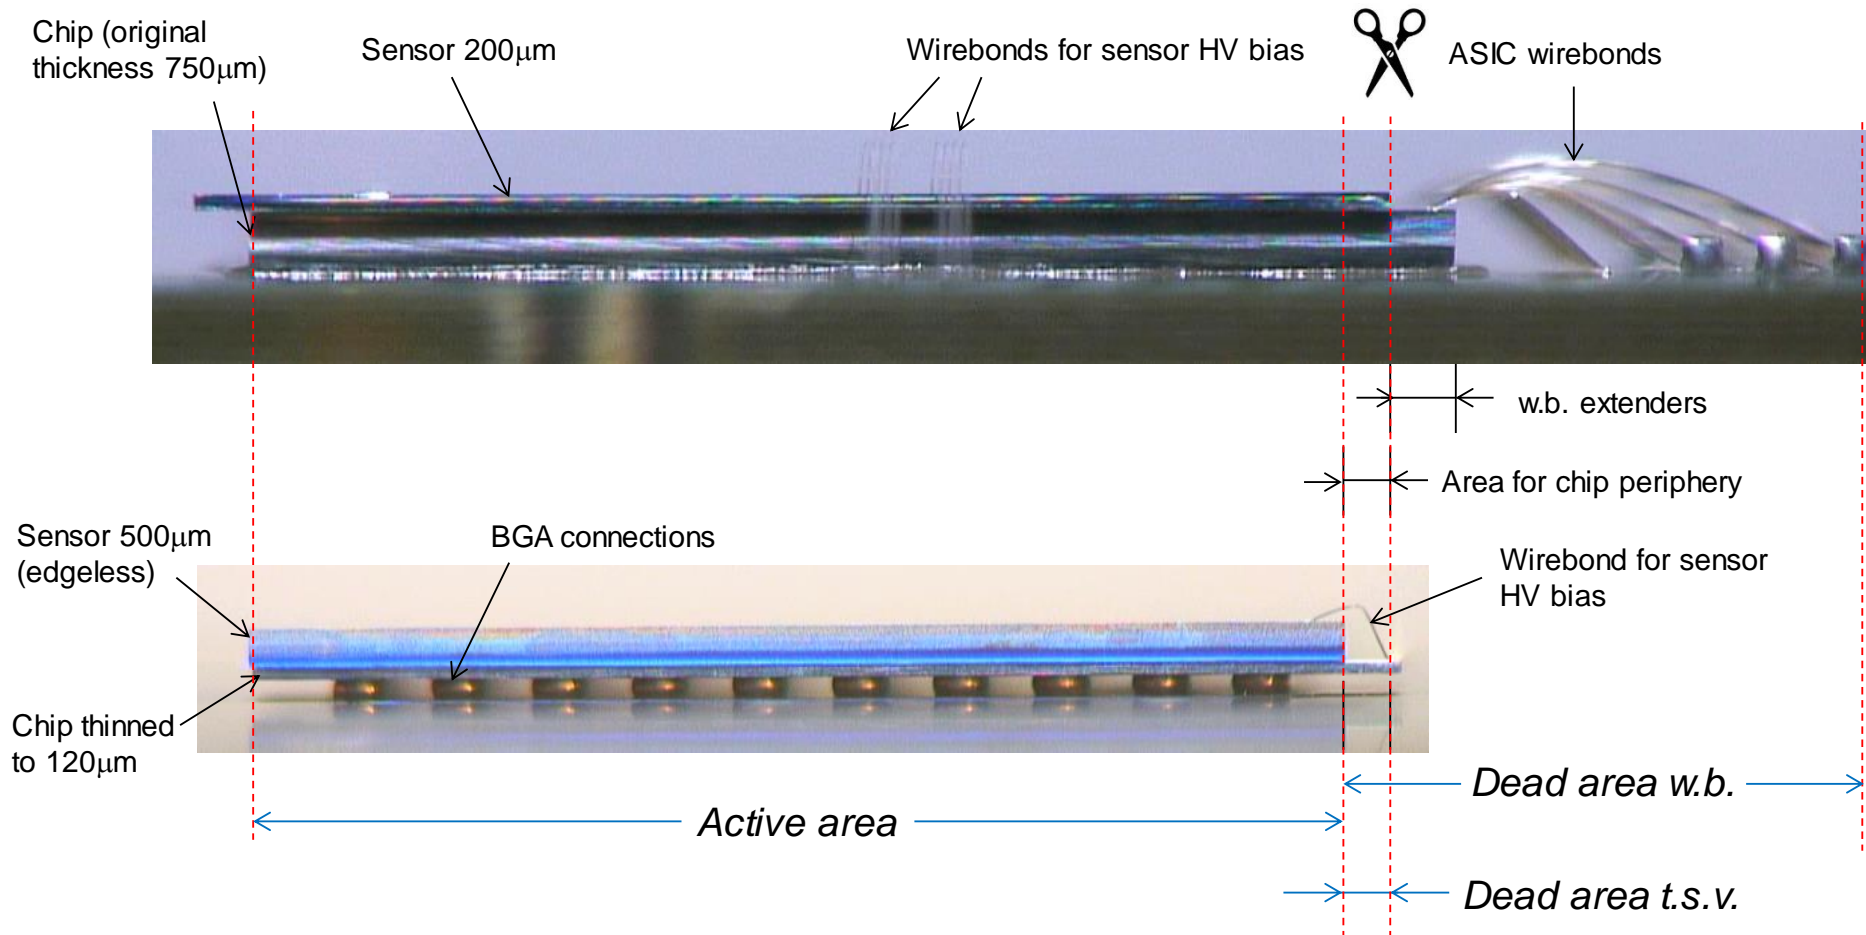 Chip (original
thickness 750μm)
Sensor 200μm
Wirebonds for sensor HV bias
ASIC wirebonds
w.b. extenders
Area for chip periphery
Sensor 500μm
(edgeless)
BGA connections
Wirebond for sensor
HV bias
Chip thinned
to 120μm
Dead area w.b.
Active area
Dead area t.s.v.